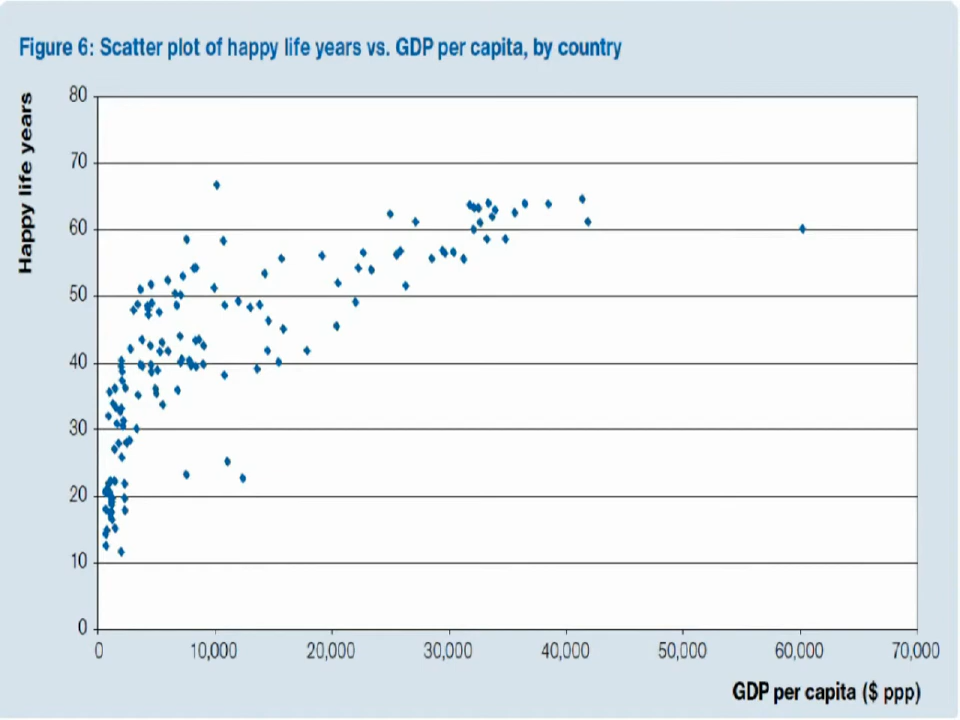 Figure 6: Scatter plot of happy life years vs. GDP per capita, by country
Happy life years
80
70
60
50
40
30
20
10
0
0 10,000 20,000 30,000 40,000 50,000 60,000 70,000
GDP per capita ($ ppp)